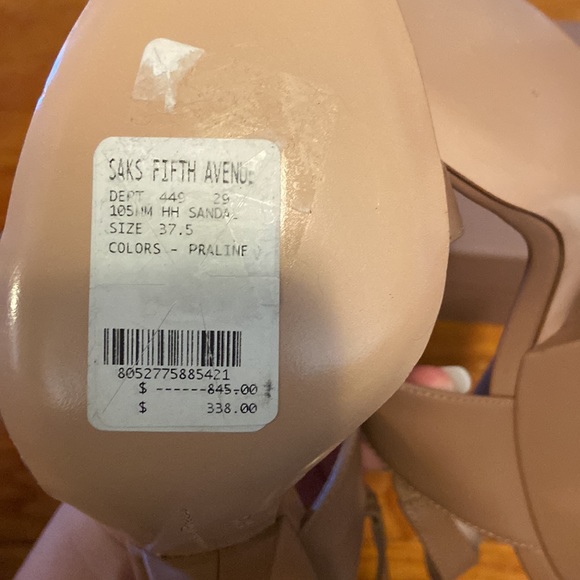 SAKS FIFTH AVENUE
DEPT 449 29
105MM HH SANDAL
SIZE 37.5
COLORS - PRALINE
8052775885421
$ ------845.00
$ 338.00